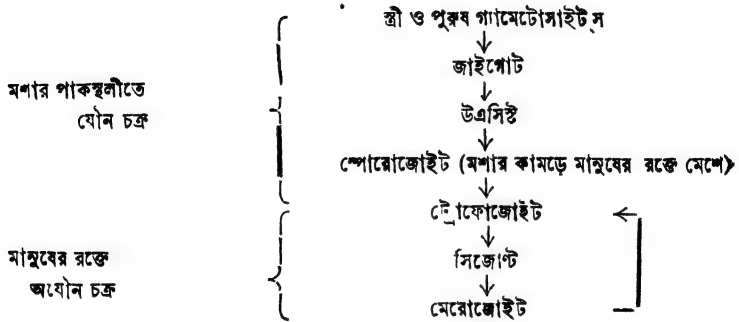 স্ত্রী ও পুরুষ গ্যামেটোসাইট্‌স
জাইগোট
মশার পাকস্থলীতে
যৌন চক্র
উএসিস্ট
স্পোরোজোইট (মশার কামড়ে মানুষের রক্তে মেশে)
ট্রোফোজোইট
মানুষের রক্তে
অযৌন চক্র
সিজোণ্ট
মেরোজোইট